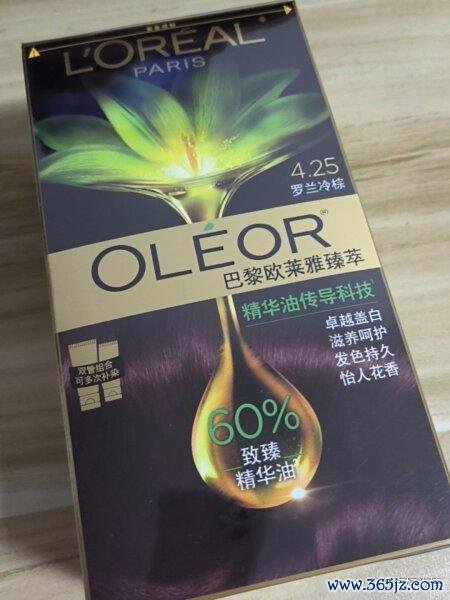 L'ORÉAL®
PARIS
4.25
罗兰冷棕
OLÉOR®
巴黎欧莱雅臻萃
精华油传导科技
卓越盖白
滋养呵护
发色持久
怡人花香
双管组合
可多次补染
60%
致臻
精华油
www.365jz.com